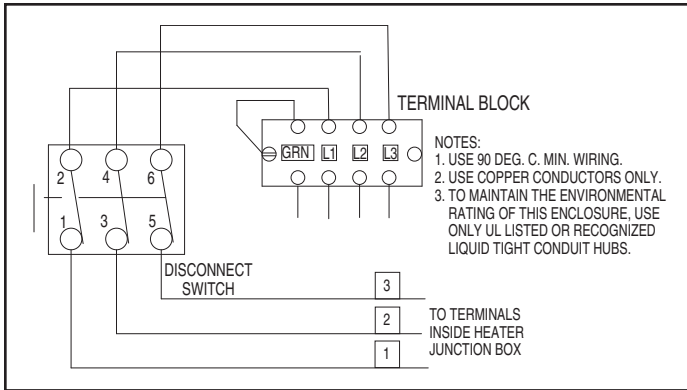 TERMINAL BLOCK
GRN L1 L2 L3
NOTES:
1. USE 90 DEG. C. MIN. WIRING.
2. USE COPPER CONDUCTORS ONLY.
3. TO MAINTAIN THE ENVIRONMENTAL
RATING OF THIS ENCLOSURE, USE
ONLY UL LISTED OR RECOGNIZED
LIQUID TIGHT CONDUIT HUBS.
2 4 6
1 3 5
DISCONNECT
SWITCH
3
2
1
TO TERMINALS
INSIDE HEATER
JUNCTION BOX